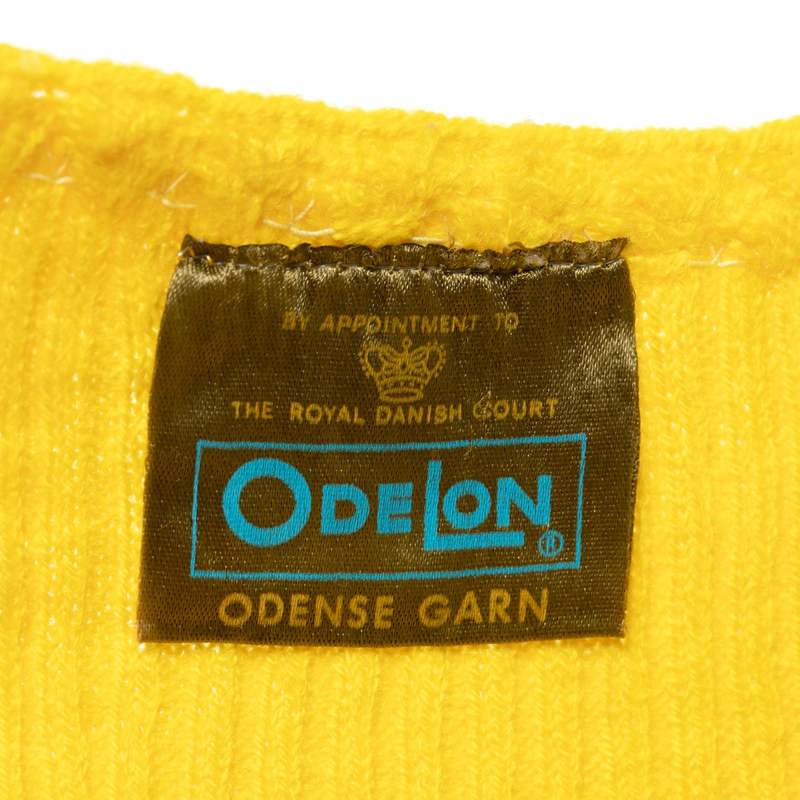 BY APPOINTMENT TO
THE ROYAL DANISH COURT
ODELON ®
ODENSE GARN